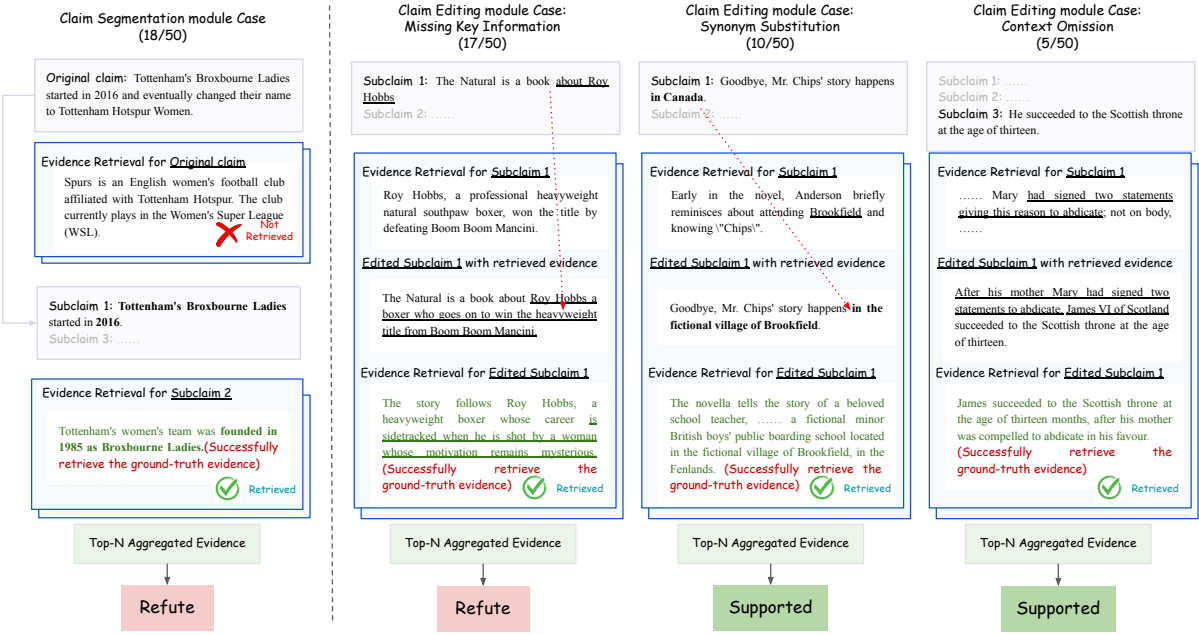 Claim Segmentation module Case
(18/50)
Original claim: Tottenham's Broxbourne Ladies
started in 2016 and eventually changed their name
to Tottenham Hotspur Women.
Evidence Retrieval for Original claim
Spurs is an English women's football club
affiliated with Tottenham Hotspur. The club
currently plays in the Women's Super League
(WSL).
Not
Retrieved
Subclaim 1: Tottenham's Broxbourne Ladies
started in 2016.
Subclaim 3: ......
Evidence Retrieval for Subclaim 2
Tottenham's women's team was founded in
1985 as Broxbourne Ladies.(Successfully
retrieve the ground-truth evidence)
Retrieved
Top-N Aggregated Evidence
Refute
Claim Editing module Case:
Missing Key Information
(17/50)
Subclaim 1: The Natural is a book about Roy
Hobbs
Subclaim 2: ......
Evidence Retrieval for Subclaim 1
Roy Hobbs, a professional heavyweight
natural southpaw boxer, won the title by
defeating Boom Boom Mancini.
Edited Subclaim 1 with retrieved evidence
The Natural is a book about Roy Hobbs a
boxer who goes on to win the heavyweight
title from Boom Boom Mancini.
Evidence Retrieval for Edited Subclaim 1
The story follows Roy Hobbs, a
heavyweight boxer whose career is
sidetracked when he is shot by a woman
whose motivation remains mysterious.
(Successfully retrieve the
ground-truth evidence)
Retrieved
Top-N Aggregated Evidence
Refute
Claim Editing module Case:
Synonym Substitution
(10/50)
Subclaim 1: Goodbye, Mr. Chips' story happens
in Canada.
Subclaim 2: ......
Evidence Retrieval for Subclaim 1
Early in the novel, Anderson briefly
reminisces about attending Brookfield and
knowing \"Chips\".
Edited Subclaim 1 with retrieved evidence
Goodbye, Mr. Chips' story happens in the
fictional village of Brookfield.
Evidence Retrieval for Edited Subclaim 1
The novella tells the story of a beloved
school teacher, ...... a fictional minor
British boys' public boarding school located
in the fictional village of Brookfield, in the
Fenlands. (Successfully retrieve the
ground-truth evidence)
Retrieved
Top-N Aggregated Evidence
Supported
Claim Editing module Case:
Context Omission
(5/50)
Subclaim 1: ......
Subclaim 2: ......
Subclaim 3: He succeeded to the Scottish throne
at the age of thirteen.
Evidence Retrieval for Subclaim 1
...... Mary had signed two statements
giving this reason to abdicate; not on body,
......
Edited Subclaim 1 with retrieved evidence
After his mother Mary had signed two
statements to abdicate, James VI of Scotland
succeeded to the Scottish throne at the age
of thirteen.
Evidence Retrieval for Edited Subclaim 1
James succeeded to the Scottish throne at
the age of thirteen months, after his mother
was compelled to abdicate in his favour.
(Successfully retrieve the
ground-truth evidence)
Retrieved
Top-N Aggregated Evidence
Supported